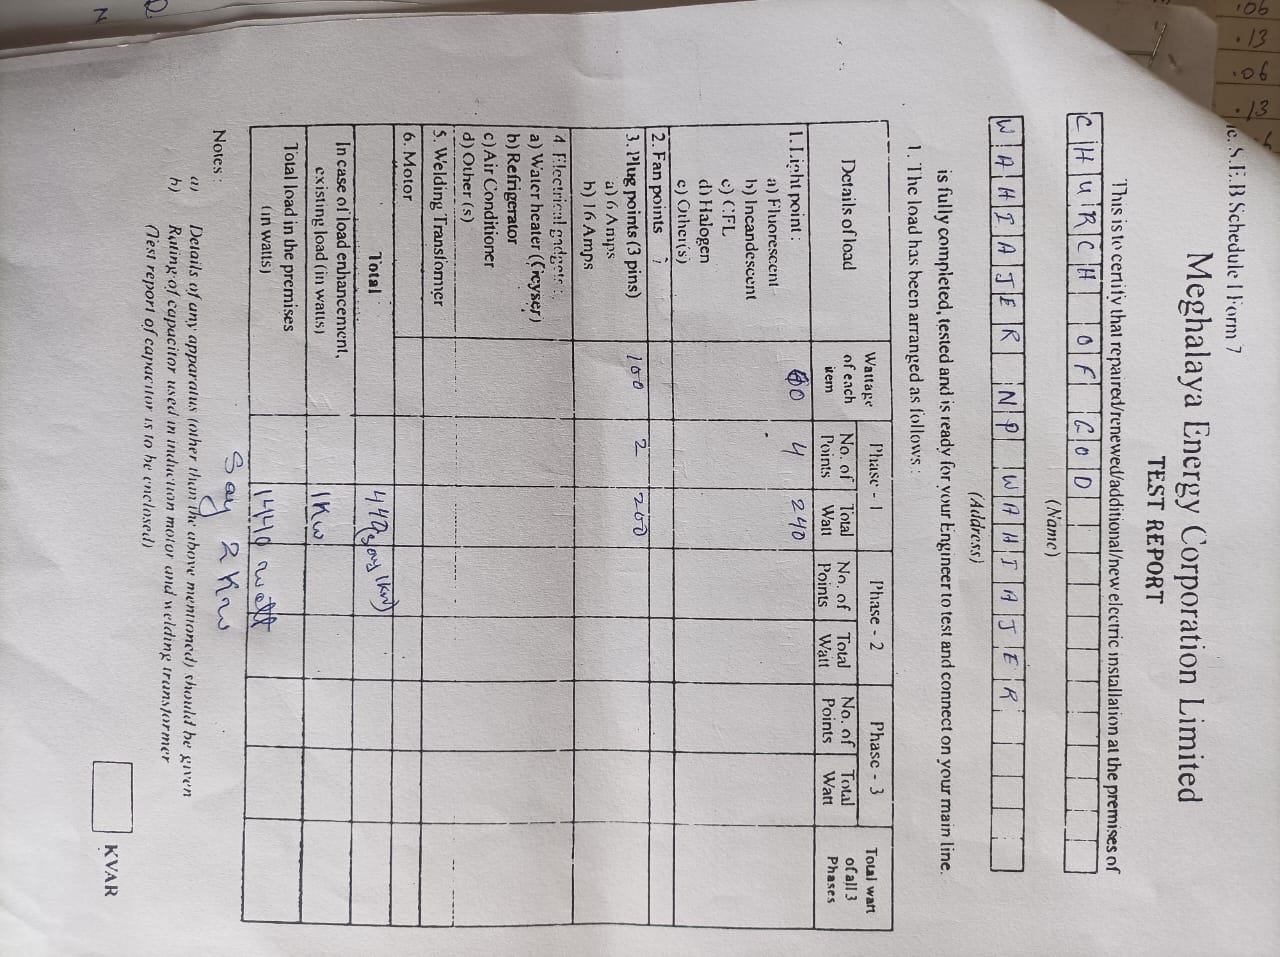 .06
.13
.06
.13
S.E.B Schedule I Form 7
Meghalaya Energy Corporation Limited
TEST REPORT
This is to certify that repaired/renewed/additional/new electric installation at the premises of
CHURCH OF GOD
(Name)
WAHIAJER NP WAHIAJER
(Address)
is fully completed, tested and is ready for your Engineer to test and connect on your main line.
1. The load has been arranged as follows :
Details of load Wattage of each item Phase - 1 Phase - 2 Phase - 3 Total watt of all 3 Phases
No. of Points Total Watt No. of Points Total Watt No. of Points Total Watt
1. Light point : 60 4 240
a) Fluorescent
b) Incandescent
c) CFL
d) Halogen
e) Other(s)
2. Fan points
3. Plug points (3 pins) 100 2 200
a) 6 Amps
b) 16 Amps
4 Electrical gadgets :
a) Water heater (Geyser)
b) Refrigerator
c) Air Conditioner
d) Other (s)
5. Welding Transformer
6. Motor
Total 440 (say 1kw)
In case of load enhancement, existing load (in watts) 1Kw
Total load in the premises (in watts) 1440 watt
Say 2 Kw
Notes :
a) Details of any apparatus (other than the above mentioned) should be given
b) Rating of capacitor used in induction motor and welding transformer
(Test report of capacitor is to be enclosed)
KVAR